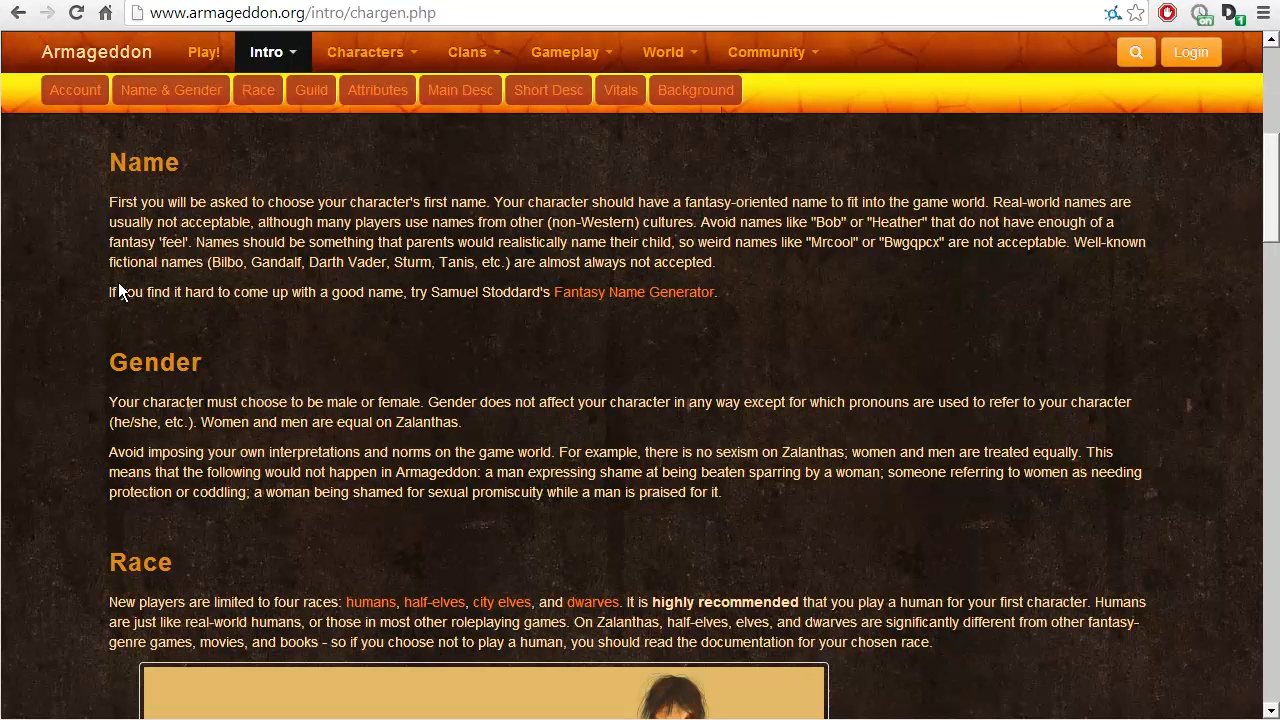 www.armageddon.org/intro/chargen.php
on
D
1
Armageddon
Play!
Intro
Characters
Clans
Gameplay
World
Community
Login
Account
Name & Gender
Race
Guild
Attributes
Main Desc
Short Desc
Vitals
Background
Name
First you will be asked to choose your character's first name. Your character should have a fantasy-oriented name to fit into the game world. Real-world names are
usually not acceptable, although many players use names from other (non-Western) cultures. Avoid names like "Bob" or "Heather" that do not have enough of a
fantasy 'feel'. Names should be something that parents would realistically name their child, so weird names like "Mrcool" or "Bwgqpcx" are not acceptable. Well-known
fictional names (Bilbo, Gandalf, Darth Vader, Sturm, Tanis, etc.) are almost always not accepted.
If you find it hard to come up with a good name, try Samuel Stoddard's Fantasy Name Generator.
Gender
Your character must choose to be male or female. Gender does not affect your character in any way except for which pronouns are used to refer to your character
(he/she, etc.). Women and men are equal on Zalanthas.
Avoid imposing your own interpretations and norms on the game world. For example, there is no sexism on Zalanthas; women and men are treated equally. This
means that the following would not happen in Armageddon: a man expressing shame at being beaten sparring by a woman; someone referring to women as needing
protection or coddling; a woman being shamed for sexual promiscuity while a man is praised for it.
Race
New players are limited to four races: humans, half-elves, city elves, and dwarves. It is highly recommended that you play a human for your first character. Humans
are just like real-world humans, or those in most other roleplaying games. On Zalanthas, half-elves, elves, and dwarves are significantly different from other fantasy-
genre games, movies, and books - so if you choose not to play a human, you should read the documentation for your chosen race.